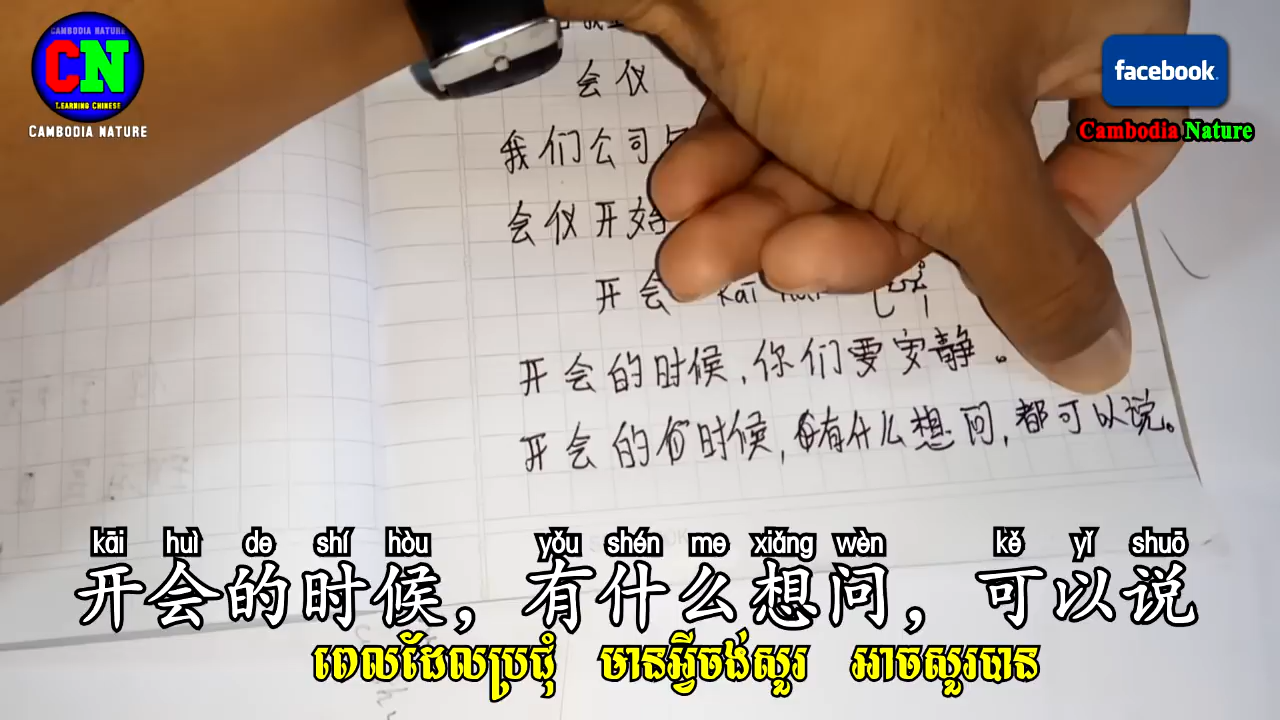 CAMBODIA NATURE
CN
LEARNING CHINESE
CAMBODIA NATURE
facebook
Cambodia Nature
会仪
我们公司
会仪开始
开会 kāi huì
开会的时候,你们要安静。
开会的时候,有什么想问,都可以说。
kāi huì de shí hòu yǒu shén me xiǎng wèn kě yǐ shuō
开会的时候，有什么想问，可以说
ពេលដែលប្រជុំ មានអ្វីចង់សួរ អាចសួរបាន